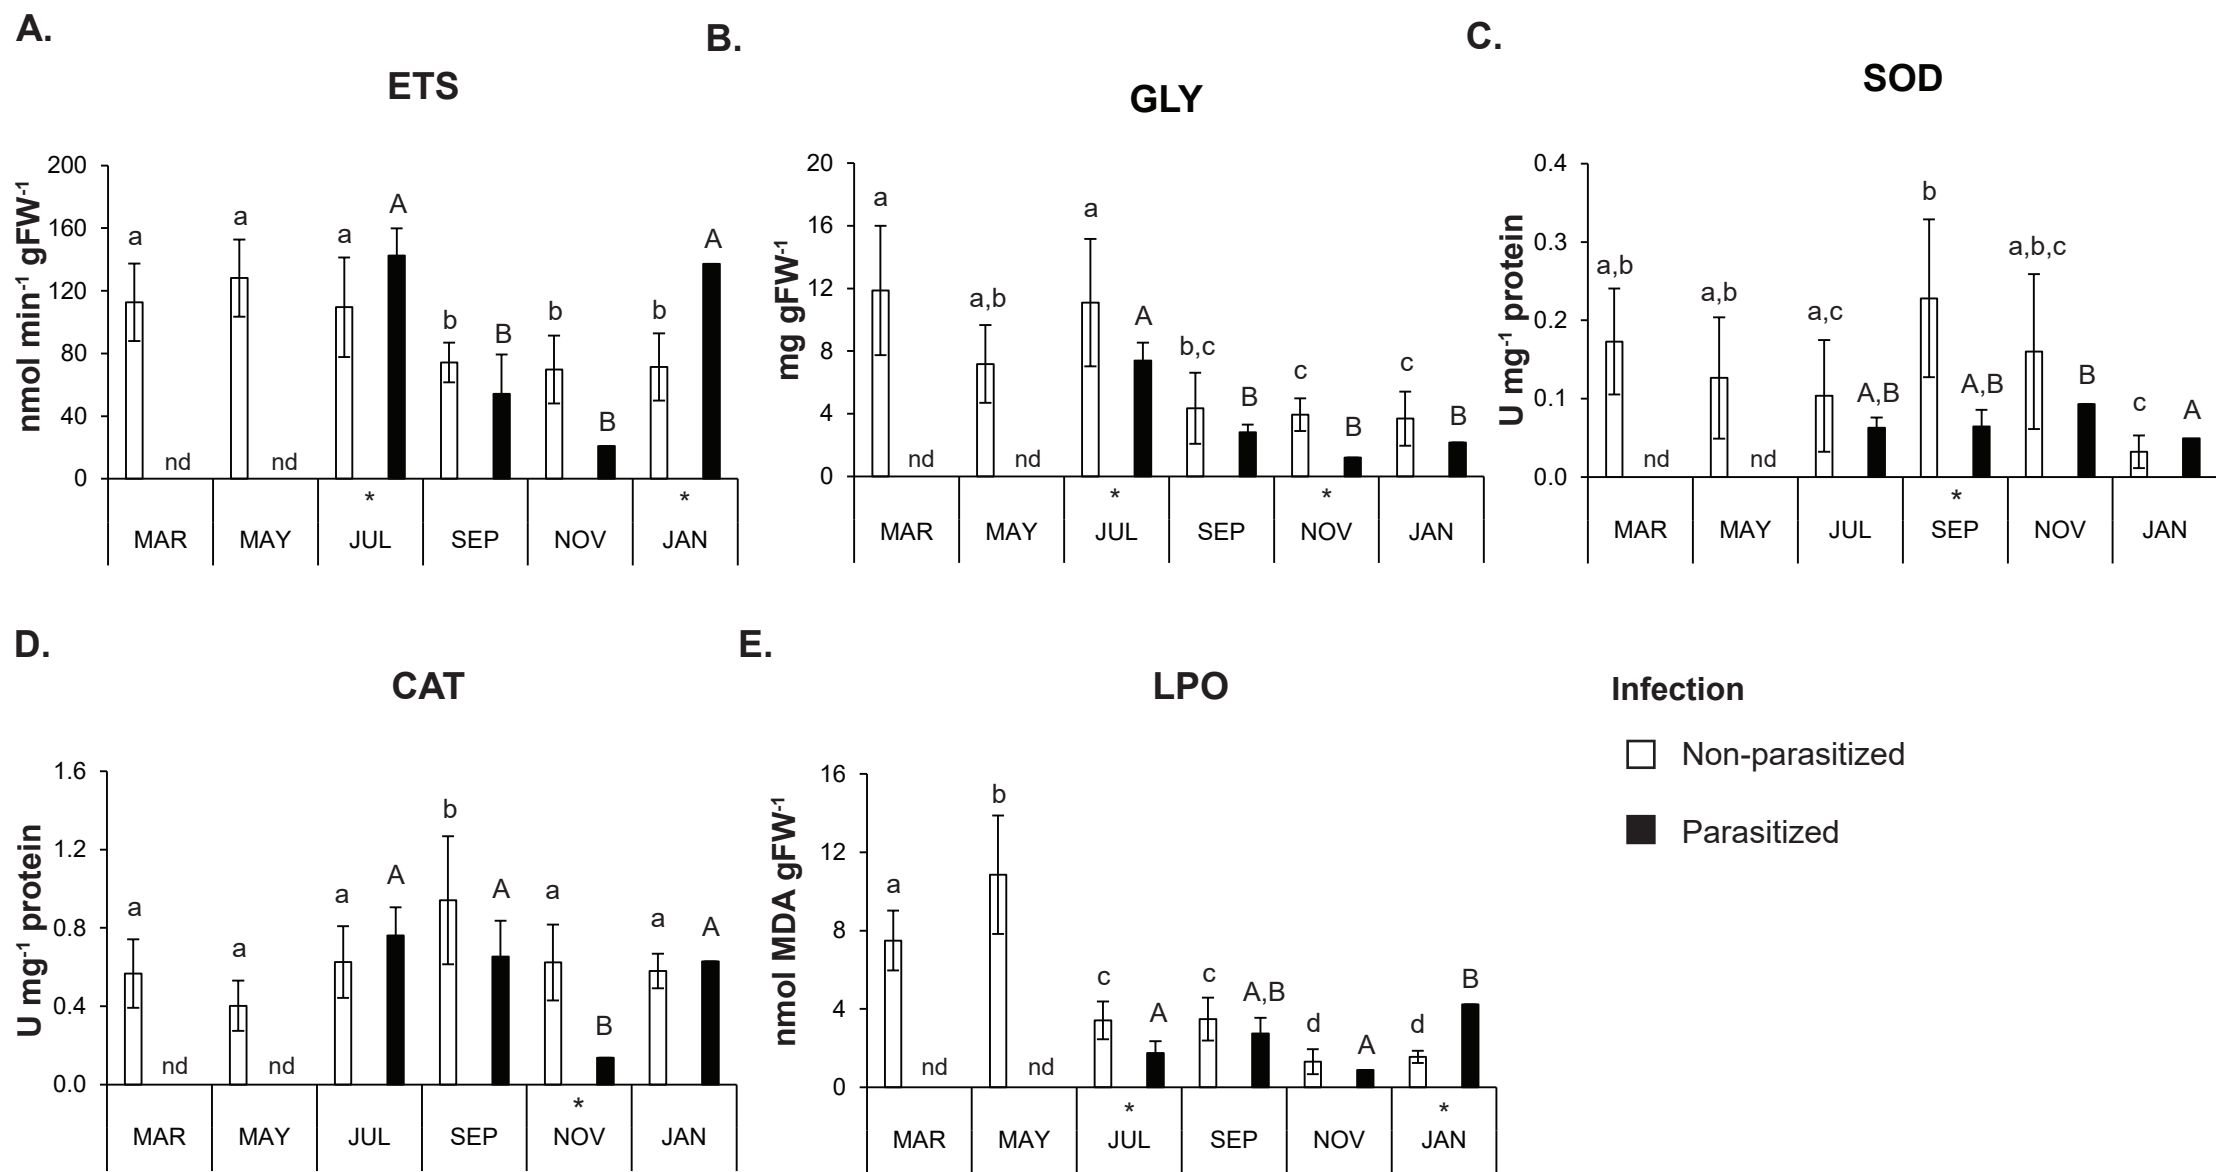 A.
ETS
nmol min-1 gFW-1
200
160
120
80
40
0
a
nd
a
nd
a
A
b
B
b
B
b
A
*
*
MAR
MAY
JUL
SEP
NOV
JAN
B.
GLY
mg gFW-1
20
16
12
8
4
0
a
nd
a,b
nd
a
A
b,c
B
c
B
c
B
*
*
MAR
MAY
JUL
SEP
NOV
JAN
C.
SOD
U mg-1 protein
0.4
0.3
0.2
0.1
0.0
a,b
nd
a,b
nd
a,c
A,B
b
A,B
a,b,c
B
c
A
*
MAR
MAY
JUL
SEP
NOV
JAN
D.
CAT
U mg-1 protein
1.6
1.2
0.8
0.4
0.0
a
nd
a
nd
a
A
b
A
a
B
a
A
*
MAR
MAY
JUL
SEP
NOV
JAN
E.
LPO
nmol MDA gFW-1
16
12
8
4
0
a
nd
b
nd
c
A
c
A,B
d
A
d
B
*
*
MAR
MAY
JUL
SEP
NOV
JAN
Infection
Non-parasitized
Parasitized